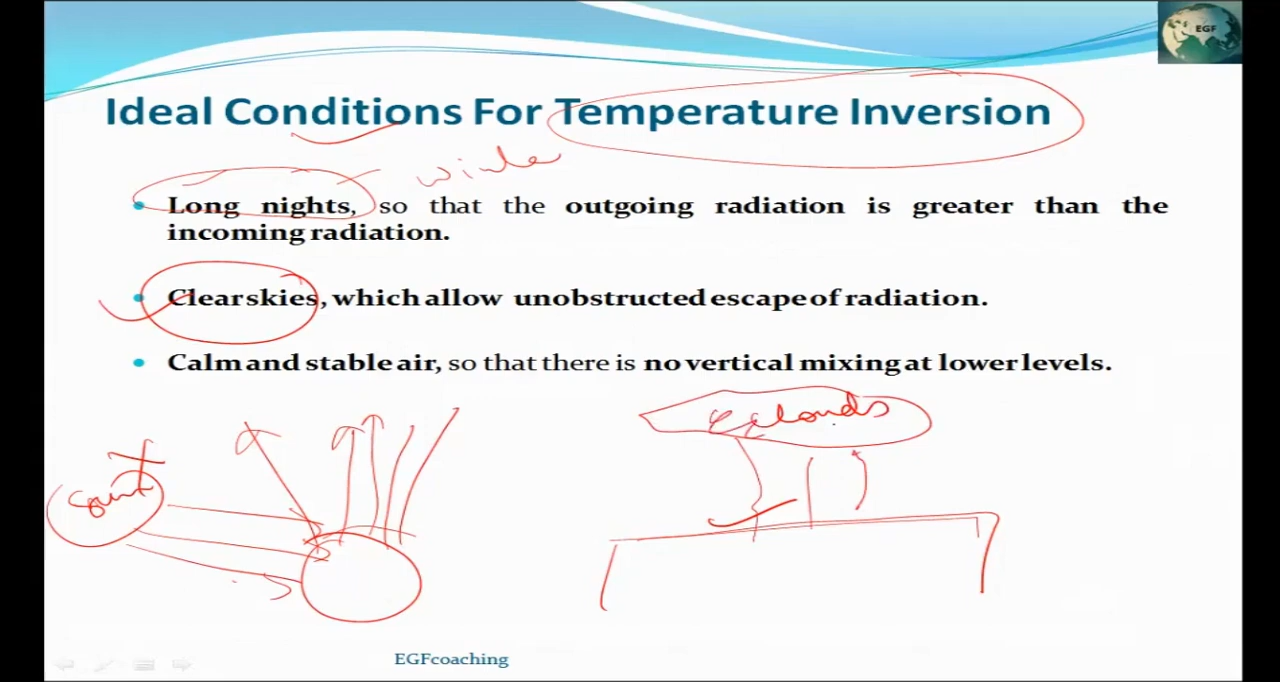 EGF
Ideal Conditions For Temperature Inversion
winte
• Long nights, so that the outgoing radiation is greater than the
incoming radiation.
• Clear skies, which allow unobstructed escape of radiation.
• Calm and stable air, so that there is no vertical mixing at lower levels.
clouds
Sun
EGFcoaching